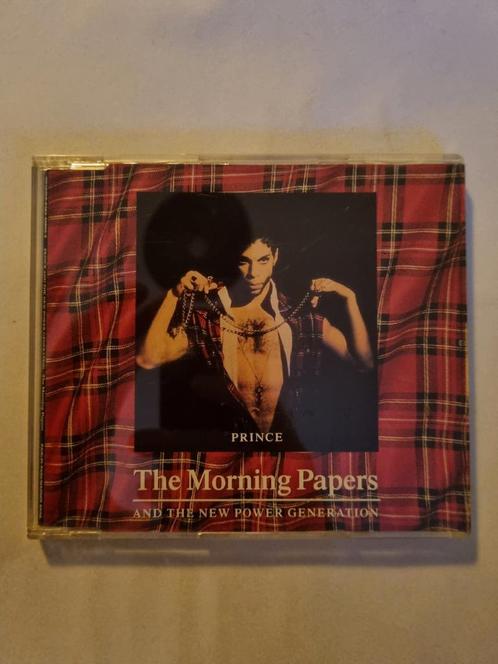 PRINCE
The Morning Papers
AND THE NEW POWER GENERATION